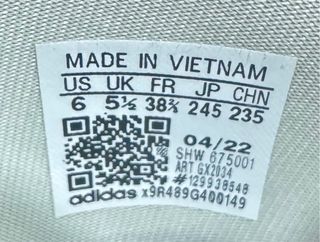 MADE IN VIETNAM
US UK FR JP CHN
6 5½ 38⅔ 245 235
04/22
SHW 675001
ART GX2034
#129938548
adidas x9R489G400149